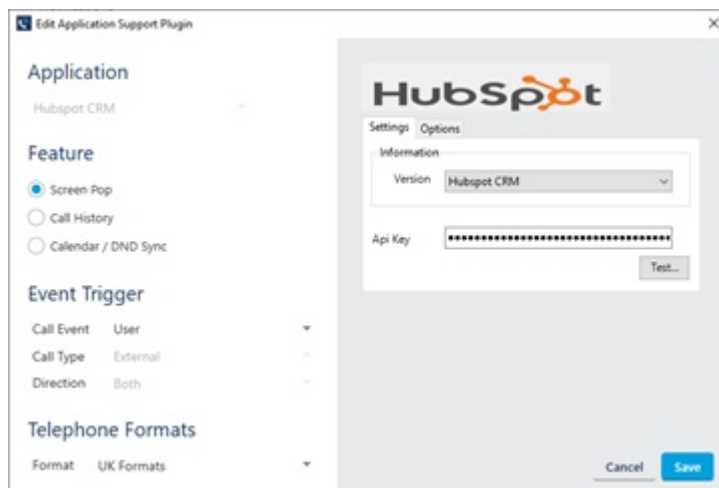 Edit Application Support Plugin
Application
Hubspot CRM
Feature
Screen Pop
Call History
Calendar / DND Sync
Event Trigger
Call Event User
Call Type External
Direction Both
Telephone Formats
Format UK Formats
HubSpot
Settings Options
Information
Version Hubspot CRM
Api Key
Test...
Cancel Save